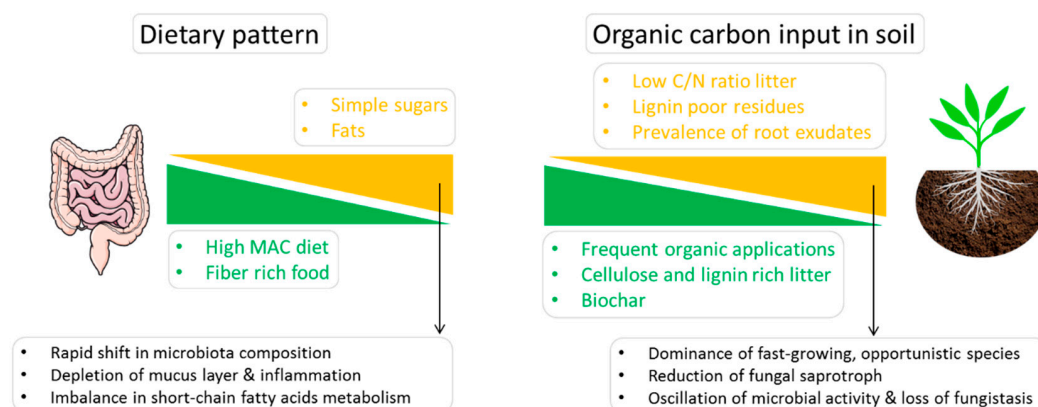 Dietary pattern
• Simple sugars
• Fats
• High MAC diet
• Fiber rich food
• Rapid shift in microbiota composition
• Depletion of mucus layer & inflammation
• Imbalance in short-chain fatty acids metabolism
Organic carbon input in soil
• Low C/N ratio litter
• Lignin poor residues
• Prevalence of root exudates
• Frequent organic applications
• Cellulose and lignin rich litter
• Biochar
• Dominance of fast-growing, opportunistic species
• Reduction of fungal saprotroph
• Oscillation of microbial activity & loss of fungistasis